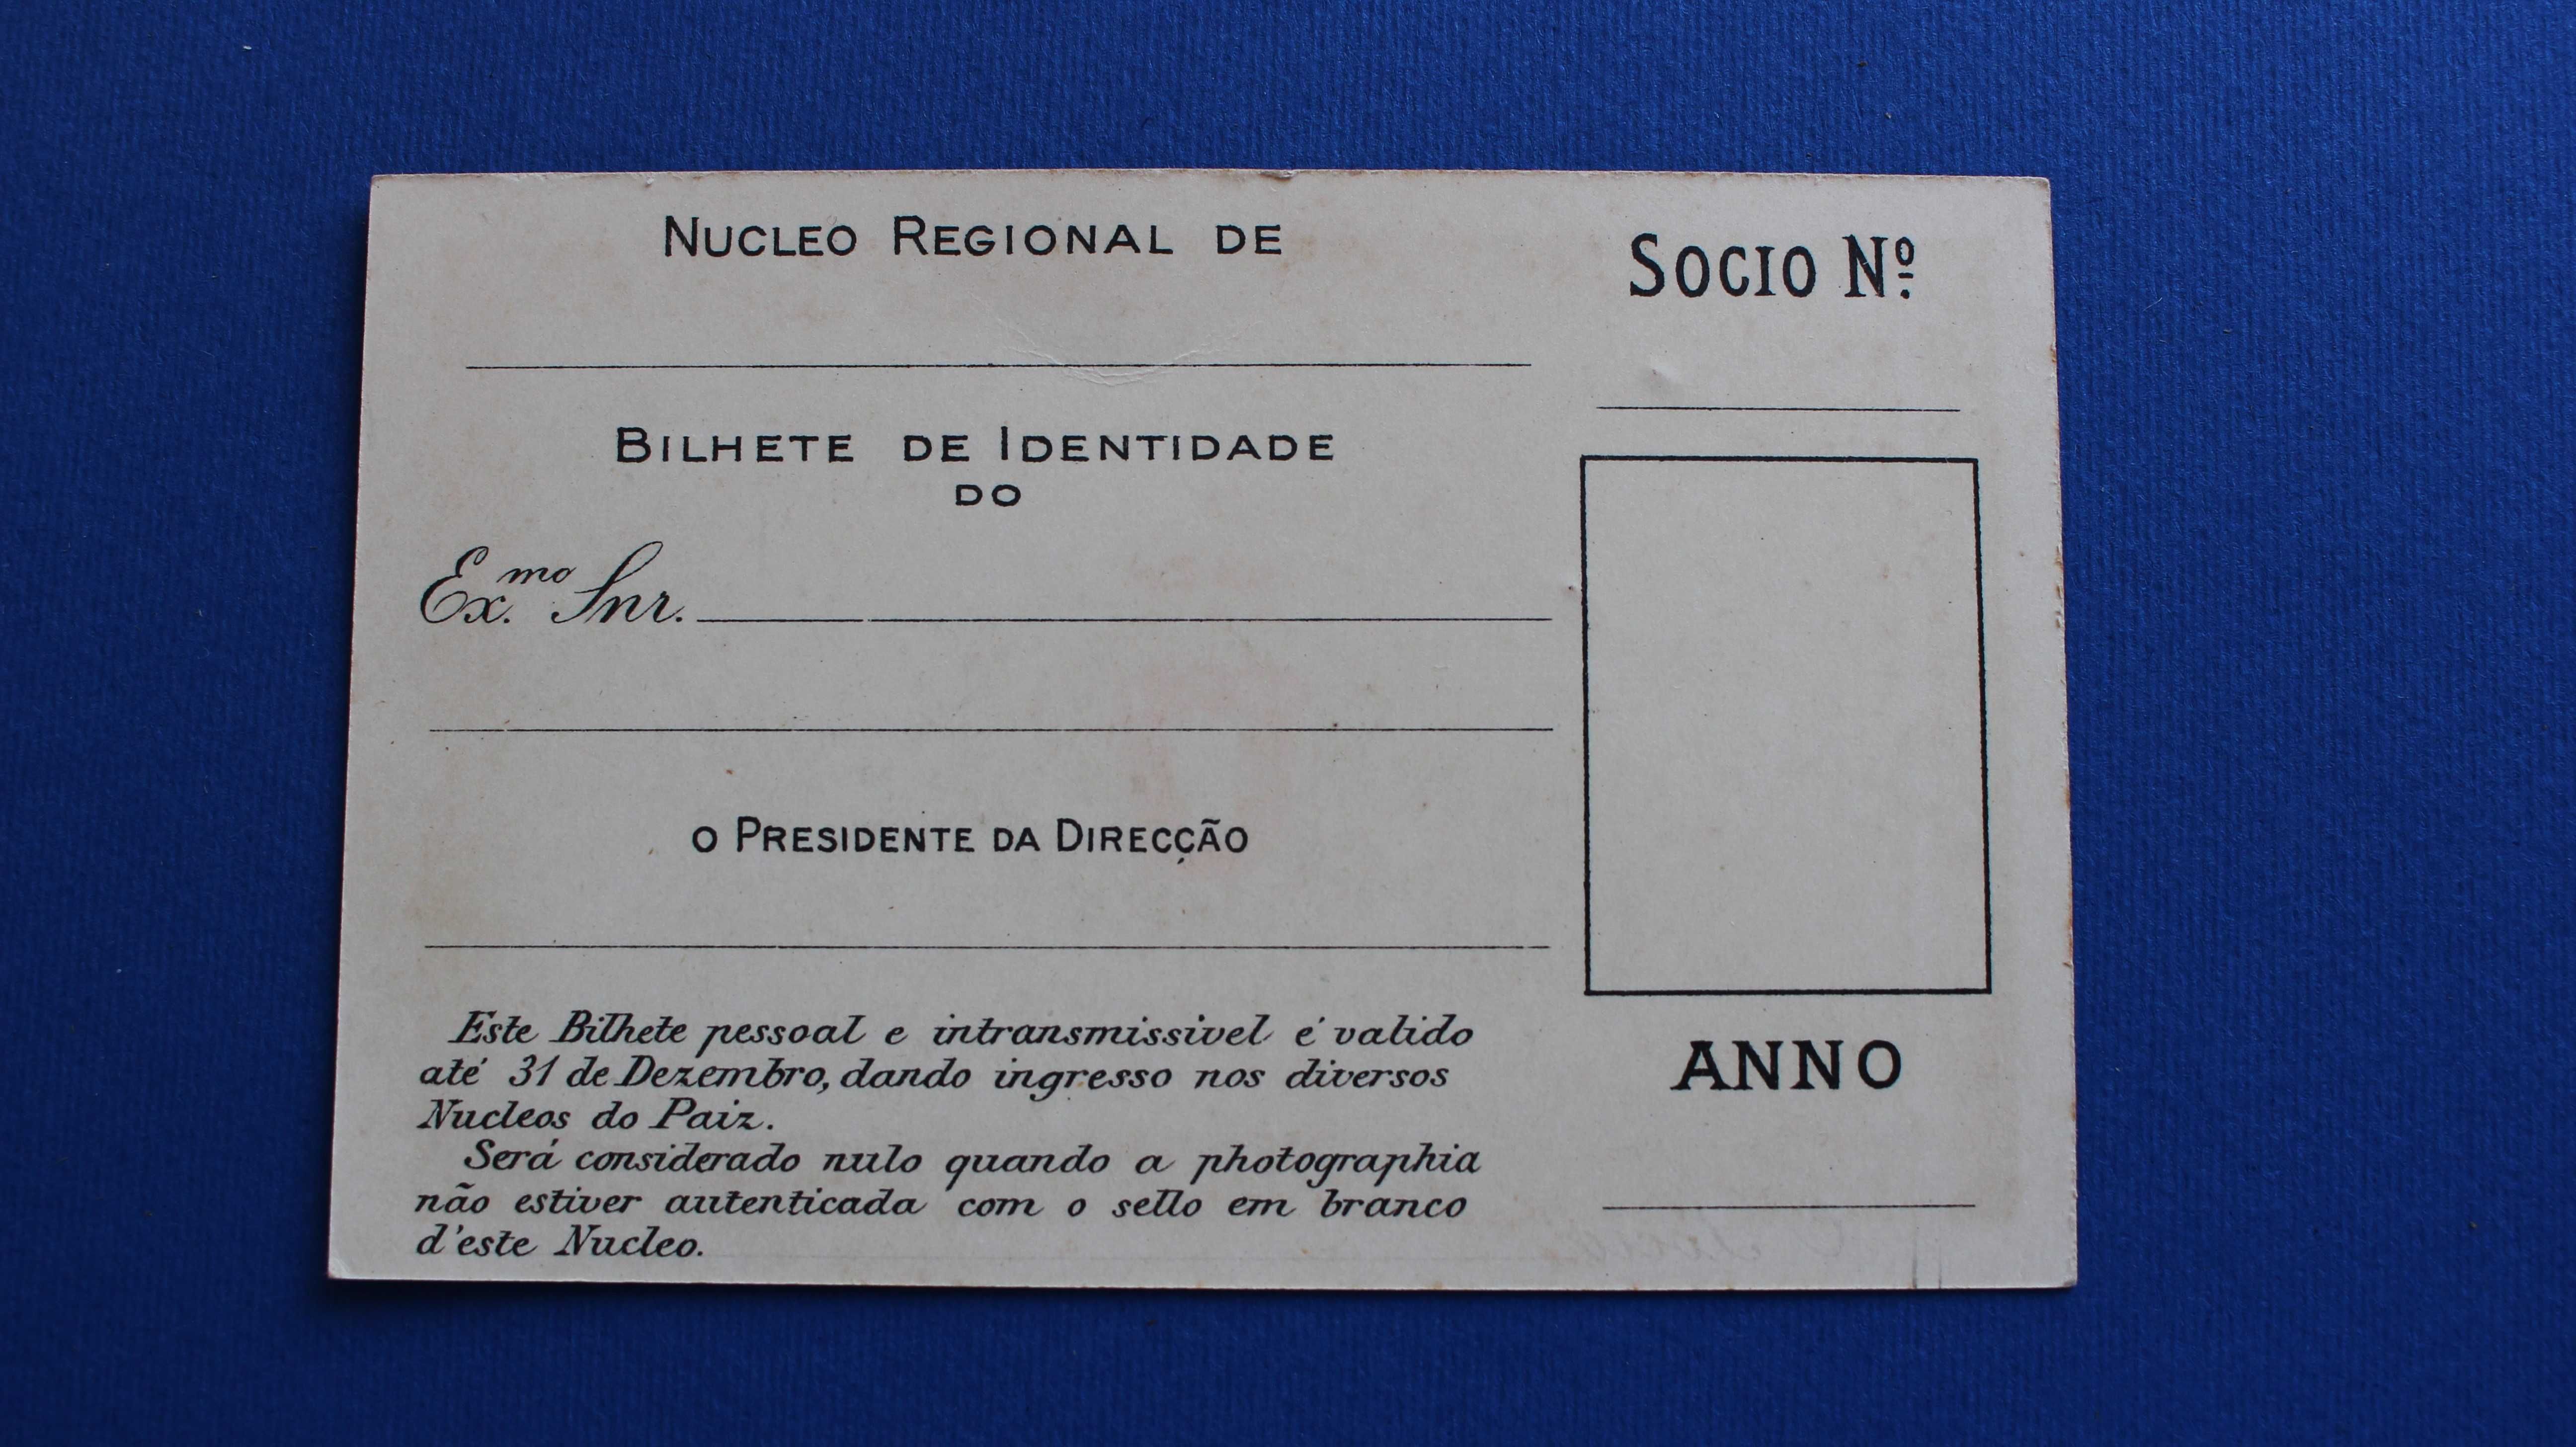 NUCLEO REGIONAL DE
BILHETE DE IDENTIDADE
DO
Ex.mo Snr.
O PRESIDENTE DA DIRECÇÃO
Este Bilhete pessoal e intransmissivel é valido
até 31 de Dezembro, dando ingresso nos diversos
Nucleos do Paiz.
Será considerado nulo quando a photographia
não estiver autenticada com o sello em branco
d'este Nucleo.
SOCIO Nº
ANNO